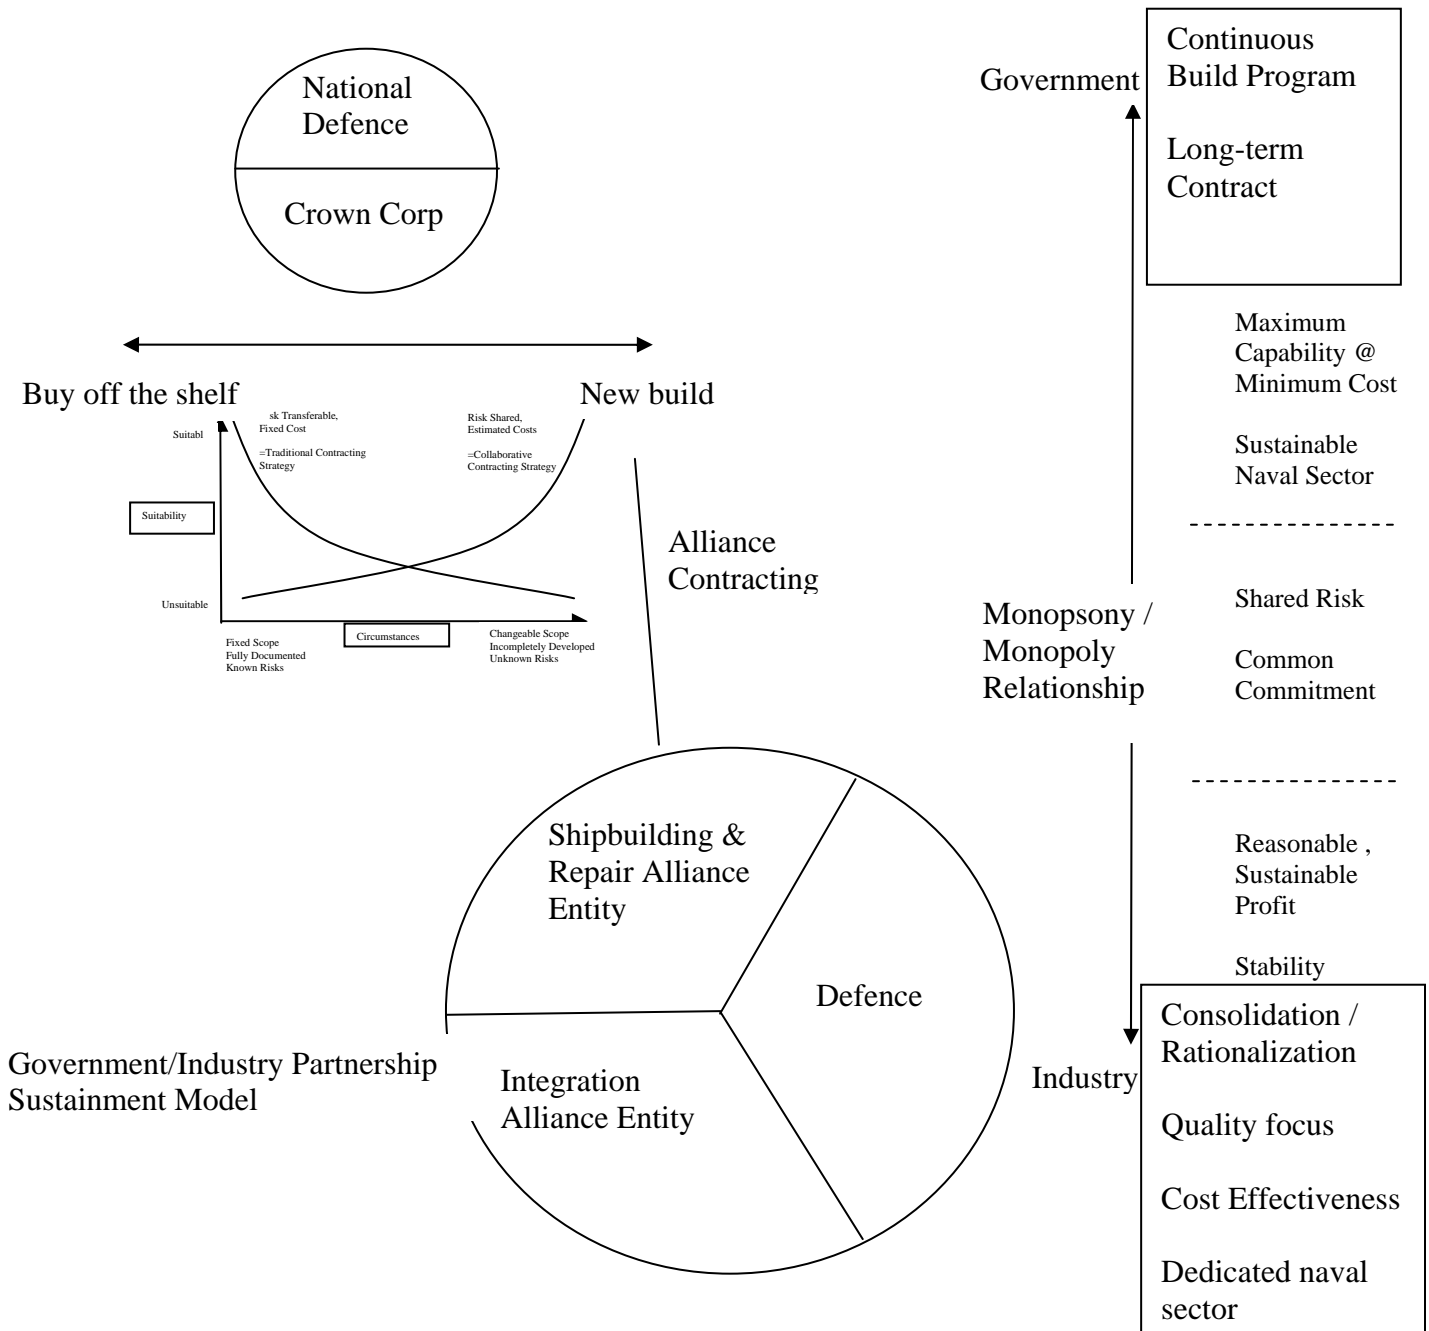 National
Defence
Crown Corp
Buy off the shelf
New build
Suitabl
sk Transferable,
Fixed Cost
=Traditional Contracting
Strategy
Risk Shared,
Estimated Costs
=Collaborative
Contracting Strategy
Suitability
Unsuitable
Fixed Scope
Fully Documented
Known Risks
Circumstances
Changeable Scope
Incompletely Developed
Unknown Risks
Alliance
Contracting
Shipbuilding &
Repair Alliance
Entity
Defence
Integration
Alliance Entity
Government/Industry Partnership
Sustainment Model
Government
Continuous
Build Program
Long-term
Contract
Maximum
Capability @
Minimum Cost
Sustainable
Naval Sector
Monopsony /
Monopoly
Relationship
Shared Risk
Common
Commitment
Reasonable ,
Sustainable
Profit
Stability
Industry
Consolidation /
Rationalization
Quality focus
Cost Effectiveness
Dedicated naval
sector